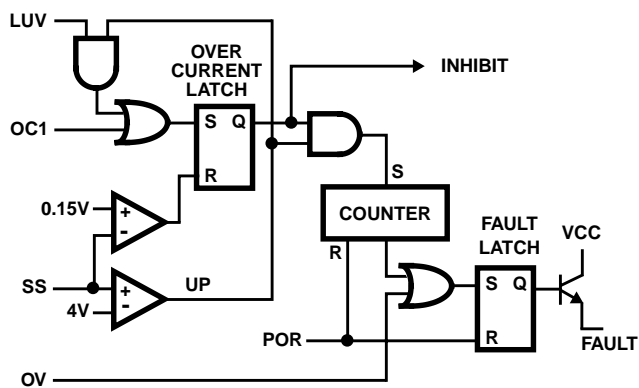 LUV
OVER
CURRENT
LATCH
INHIBIT
OC1
S Q
R
0.15V
+
-
S
COUNTER
R
FAULT
LATCH
VCC
SS
+
-
UP
4V
S Q
POR
R
FAULT
OV